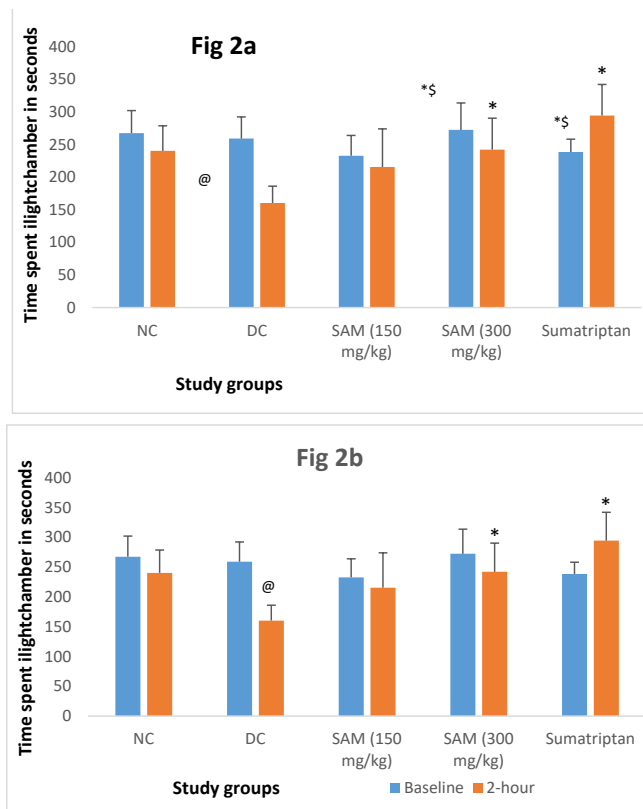 Fig 2a
Time spent ilightchamber in seconds
400
350
300
250
200
150
100
50
0
@
*$
*
*$
*
NC
DC
SAM (150
mg/kg)
SAM (300
mg/kg)
Sumatriptan
Study groups
Fig 2b
Time spent ilightchamber in seconds
400
350
300
250
200
150
100
50
0
@
*
*
NC
DC
SAM (150
mg/kg)
SAM (300
mg/kg)
Sumatriptan
Study groups
Baseline
2-hour